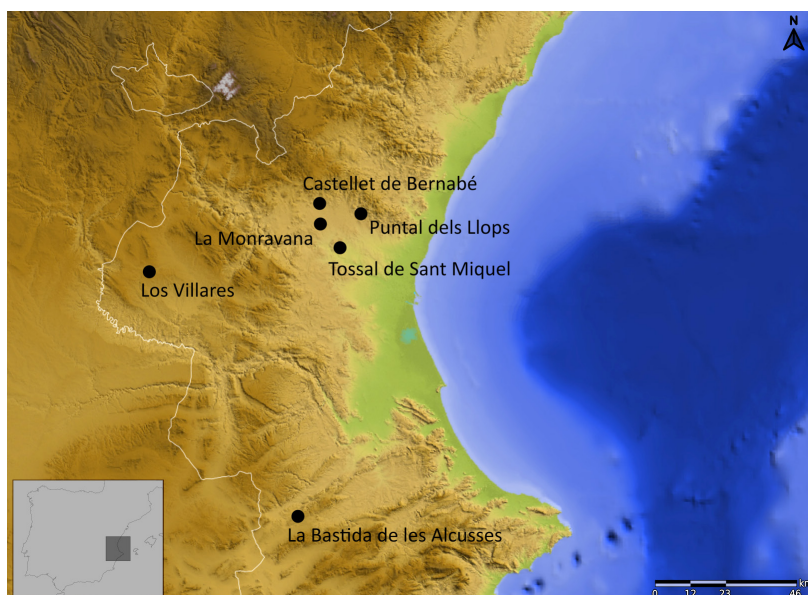 N
Castellet de Bernabé
Puntal dels Llops
La Monravana
Tossal de Sant Miquel
Los Villares
La Bastida de les Alcusses
km
0 12 23 46